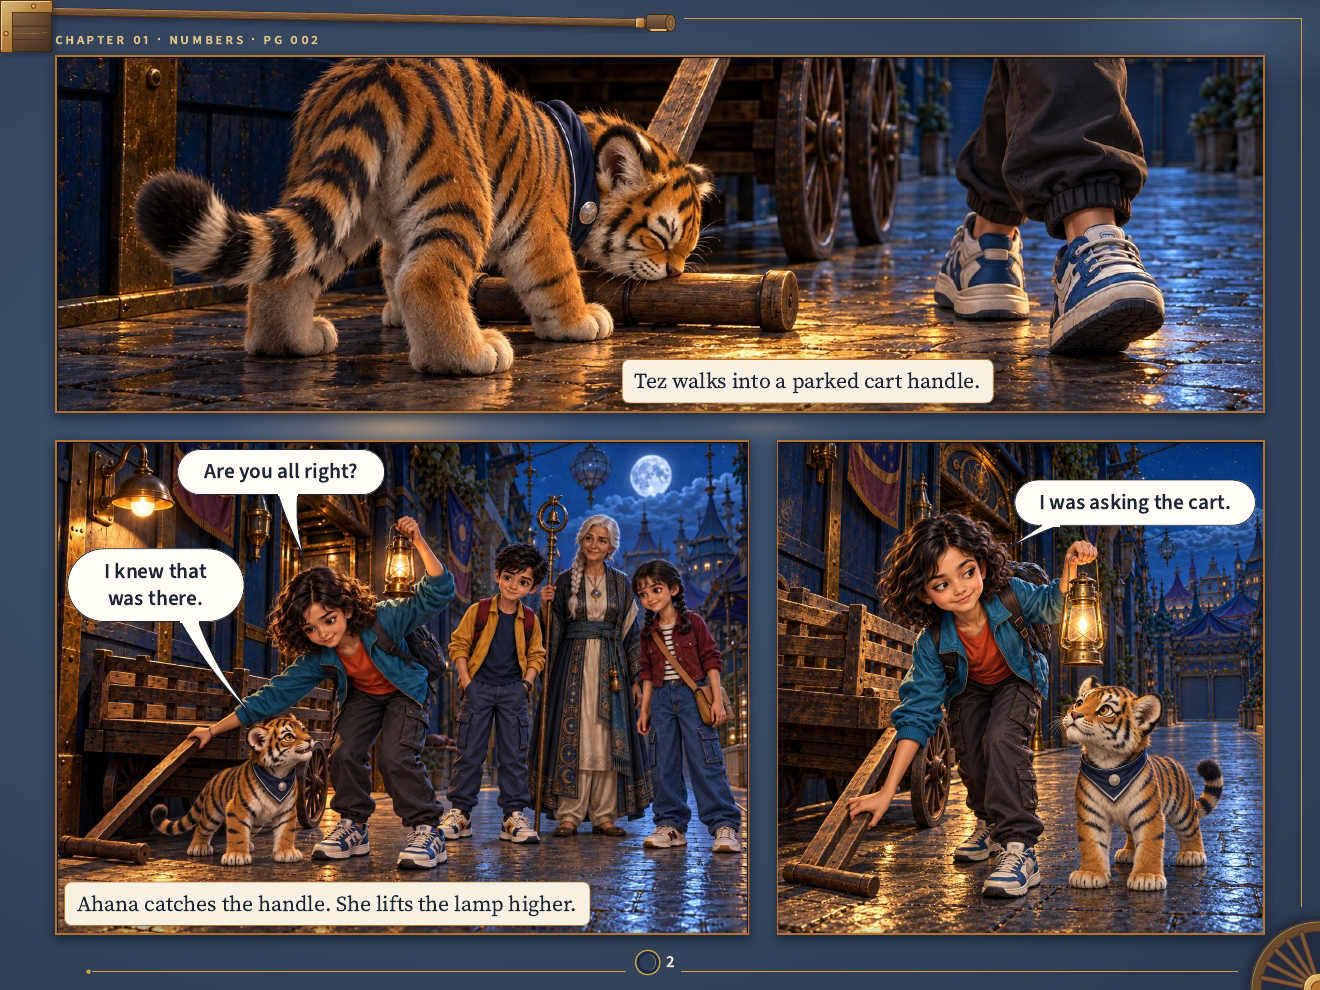 CHAPTER 01 · NUMBERS · PG 002
Tez walks into a parked cart handle.
Are you all right?
I knew that
was there.
Ahana catches the handle. She lifts the lamp higher.
I was asking the cart.
2